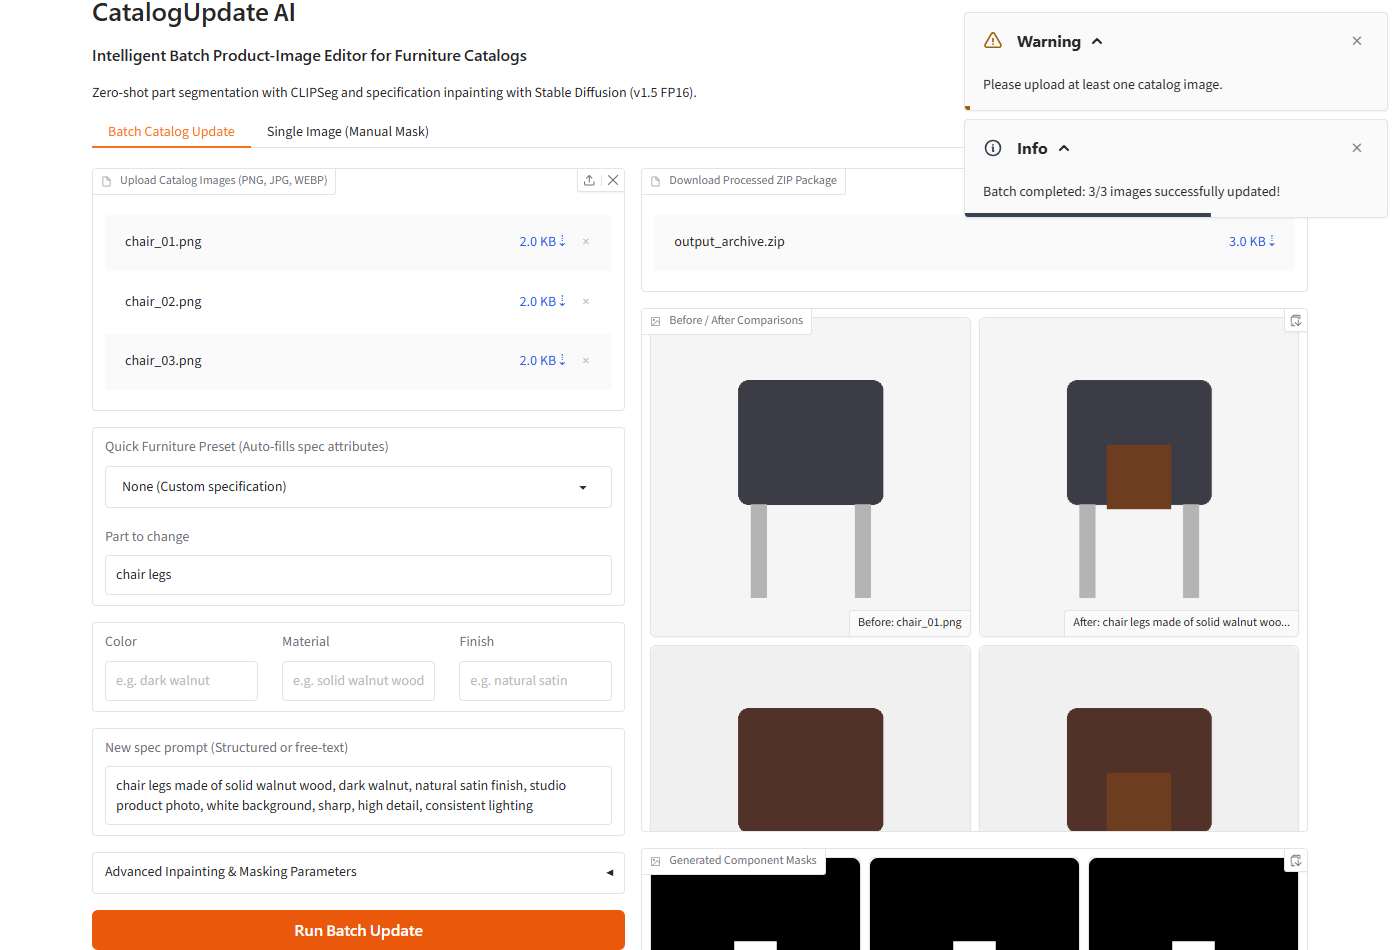 CatalogUpdate AI
Intelligent Batch Product-Image Editor for Furniture Catalogs
Zero-shot part segmentation with CLIPSeg and specification inpainting with Stable Diffusion (v1.5 FP16).
Batch Catalog Update
Single Image (Manual Mask)
Warning
Please upload at least one catalog image.
Info
Batch completed: 3/3 images successfully updated!
Upload Catalog Images (PNG, JPG, WEBP)
chair_01.png
2.0 KB
chair_02.png
2.0 KB
chair_03.png
2.0 KB
Quick Furniture Preset (Auto-fills spec attributes)
None (Custom specification)
Part to change
chair legs
Color
Material
Finish
e.g. dark walnut
e.g. solid walnut wood
e.g. natural satin
New spec prompt (Structured or free-text)
chair legs made of solid walnut wood, dark walnut, natural satin finish, studio
product photo, white background, sharp, high detail, consistent lighting
Advanced Inpainting & Masking Parameters
Run Batch Update
Download Processed ZIP Package
output_archive.zip
3.0 KB
Before / After Comparisons
Before: chair_01.png
After: chair legs made of solid walnut woo...
Generated Component Masks